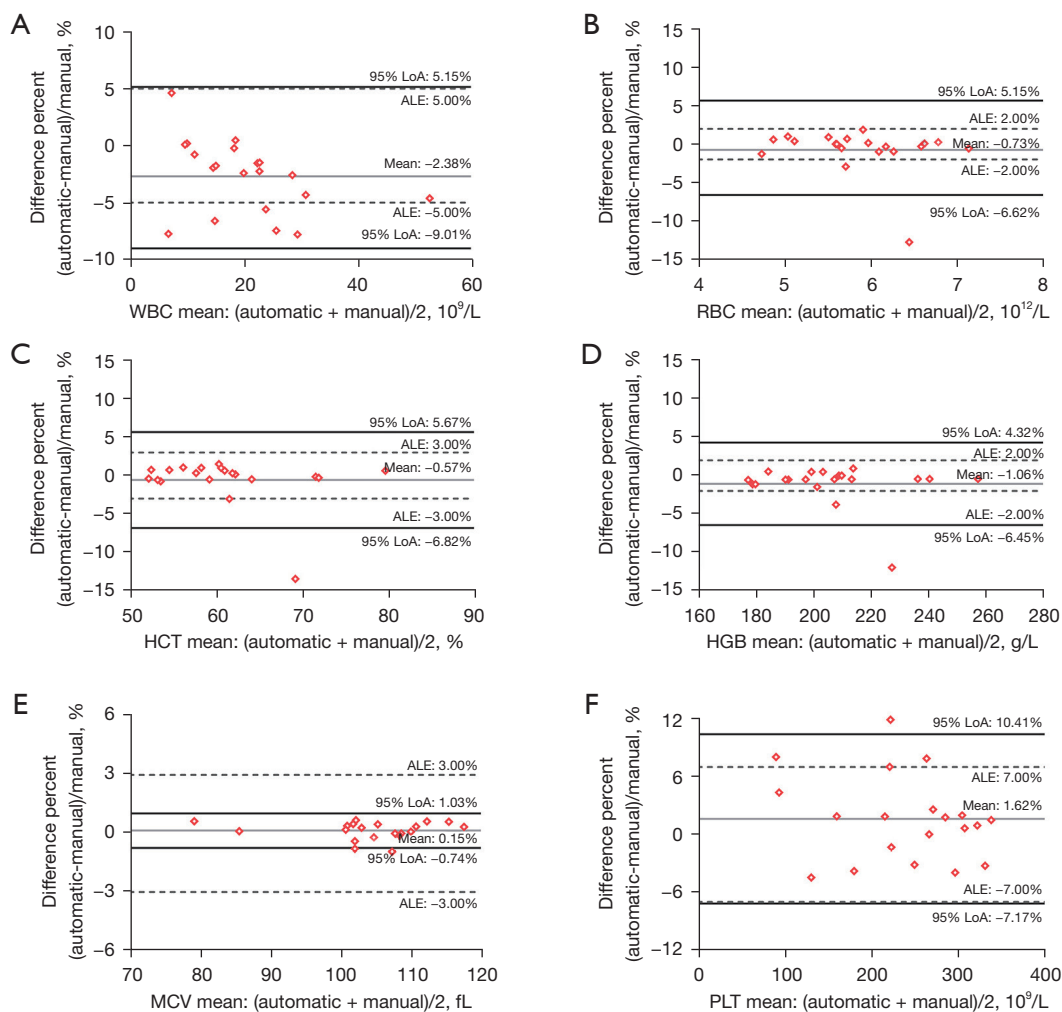 A
Difference percent
(automatic-manual)/manual, %
10
5
0
−5
−10
95% LoA: 5.15%
ALE: 5.00%
Mean: −2.38%
ALE: −5.00%
95% LoA: −9.01%
0
20
40
60
WBC mean: (automatic + manual)/2, 10⁹/L
B
Difference percent
(automatic-manual)/manual, %
15
10
5
0
−5
−10
−15
95% LoA: 5.15%
ALE: 2.00%
Mean: −0.73%
ALE: −2.00%
95% LoA: −6.62%
4
5
6
7
8
RBC mean: (automatic + manual)/2, 10¹²/L
C
Difference percent
(automatic-manual)/manual, %
15
10
5
0
−5
−10
−15
95% LoA: 5.67%
ALE: 3.00%
Mean: −0.57%
ALE: −3.00%
95% LoA: −6.82%
50
60
70
80
90
HCT mean: (automatic + manual)/2, %
D
Difference percent
(automatic-manual)/manual, %
15
10
5
0
−5
−10
−15
95% LoA: 4.32%
ALE: 2.00%
Mean: −1.06%
ALE: −2.00%
95% LoA: −6.45%
160
180
200
220
240
260
280
HGB mean: (automatic + manual)/2, g/L
E
Difference percent
(automatic-manual)/manual, %
6
3
0
−3
−6
ALE: 3.00%
95% LoA: 1.03%
Mean: 0.15%
95% LoA: −0.74%
ALE: −3.00%
70
80
90
100
110
120
MCV mean: (automatic + manual)/2, fL
F
Difference percent
(automatic-manual)/manual, %
12
6
0
−6
−12
95% LoA: 10.41%
ALE: 7.00%
Mean: 1.62%
ALE: −7.00%
95% LoA: −7.17%
0
100
200
300
400
PLT mean: (automatic + manual)/2, 10⁹/L